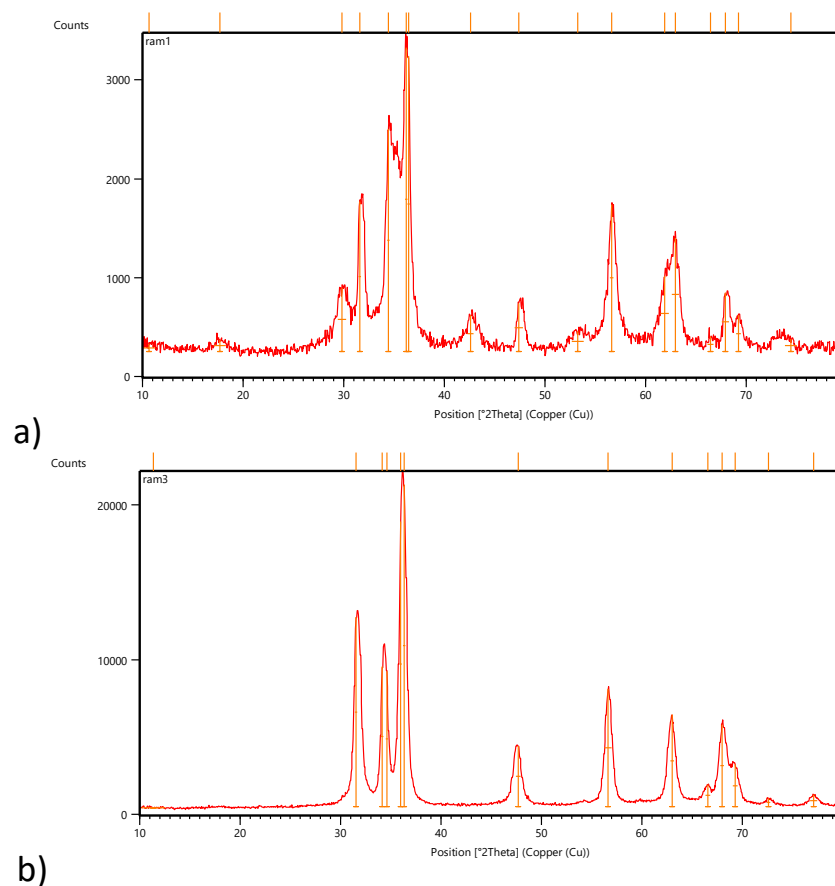 Counts
ram1
3000
2000
1000
0
10 20 30 40 50 60 70
Position [°2Theta] (Copper (Cu))
a)
Counts
ram3
20000
10000
0
10 20 30 40 50 60 70
Position [°2Theta] (Copper (Cu))
b)